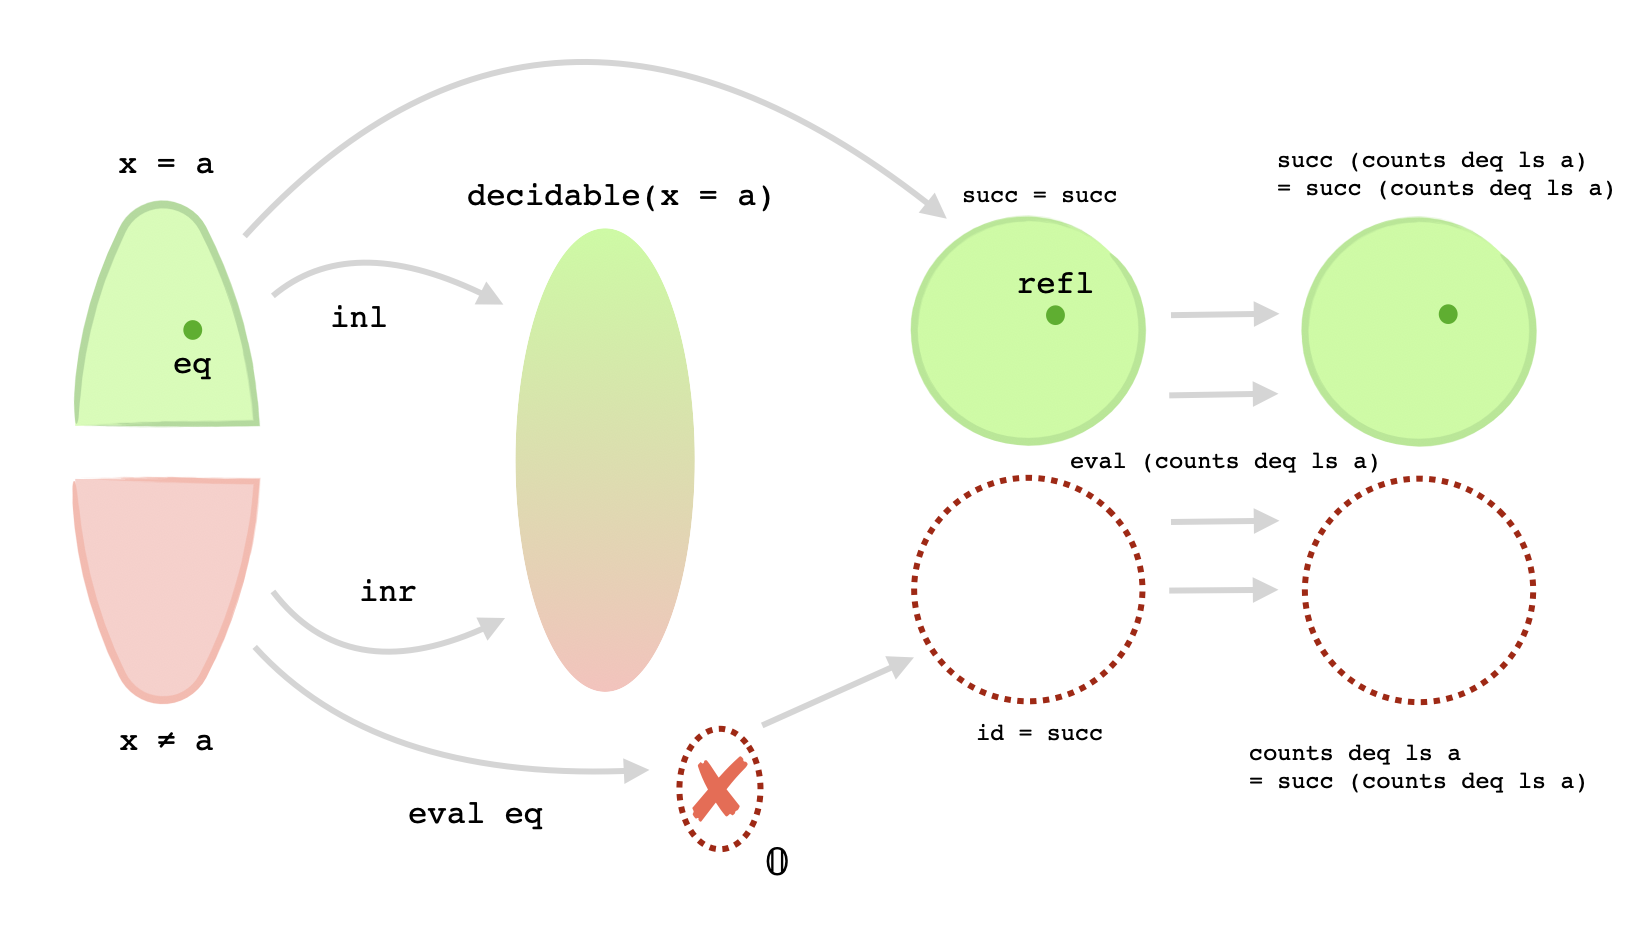 x = a
decidable(x = a)
succ = succ
succ (counts deq ls a)
= succ (counts deq ls a)
refl
inl
eq
eval (counts deq ls a)
inr
x ≠ a
id = succ
counts deq ls a
= succ (counts deq ls a)
eval eq
𝟘